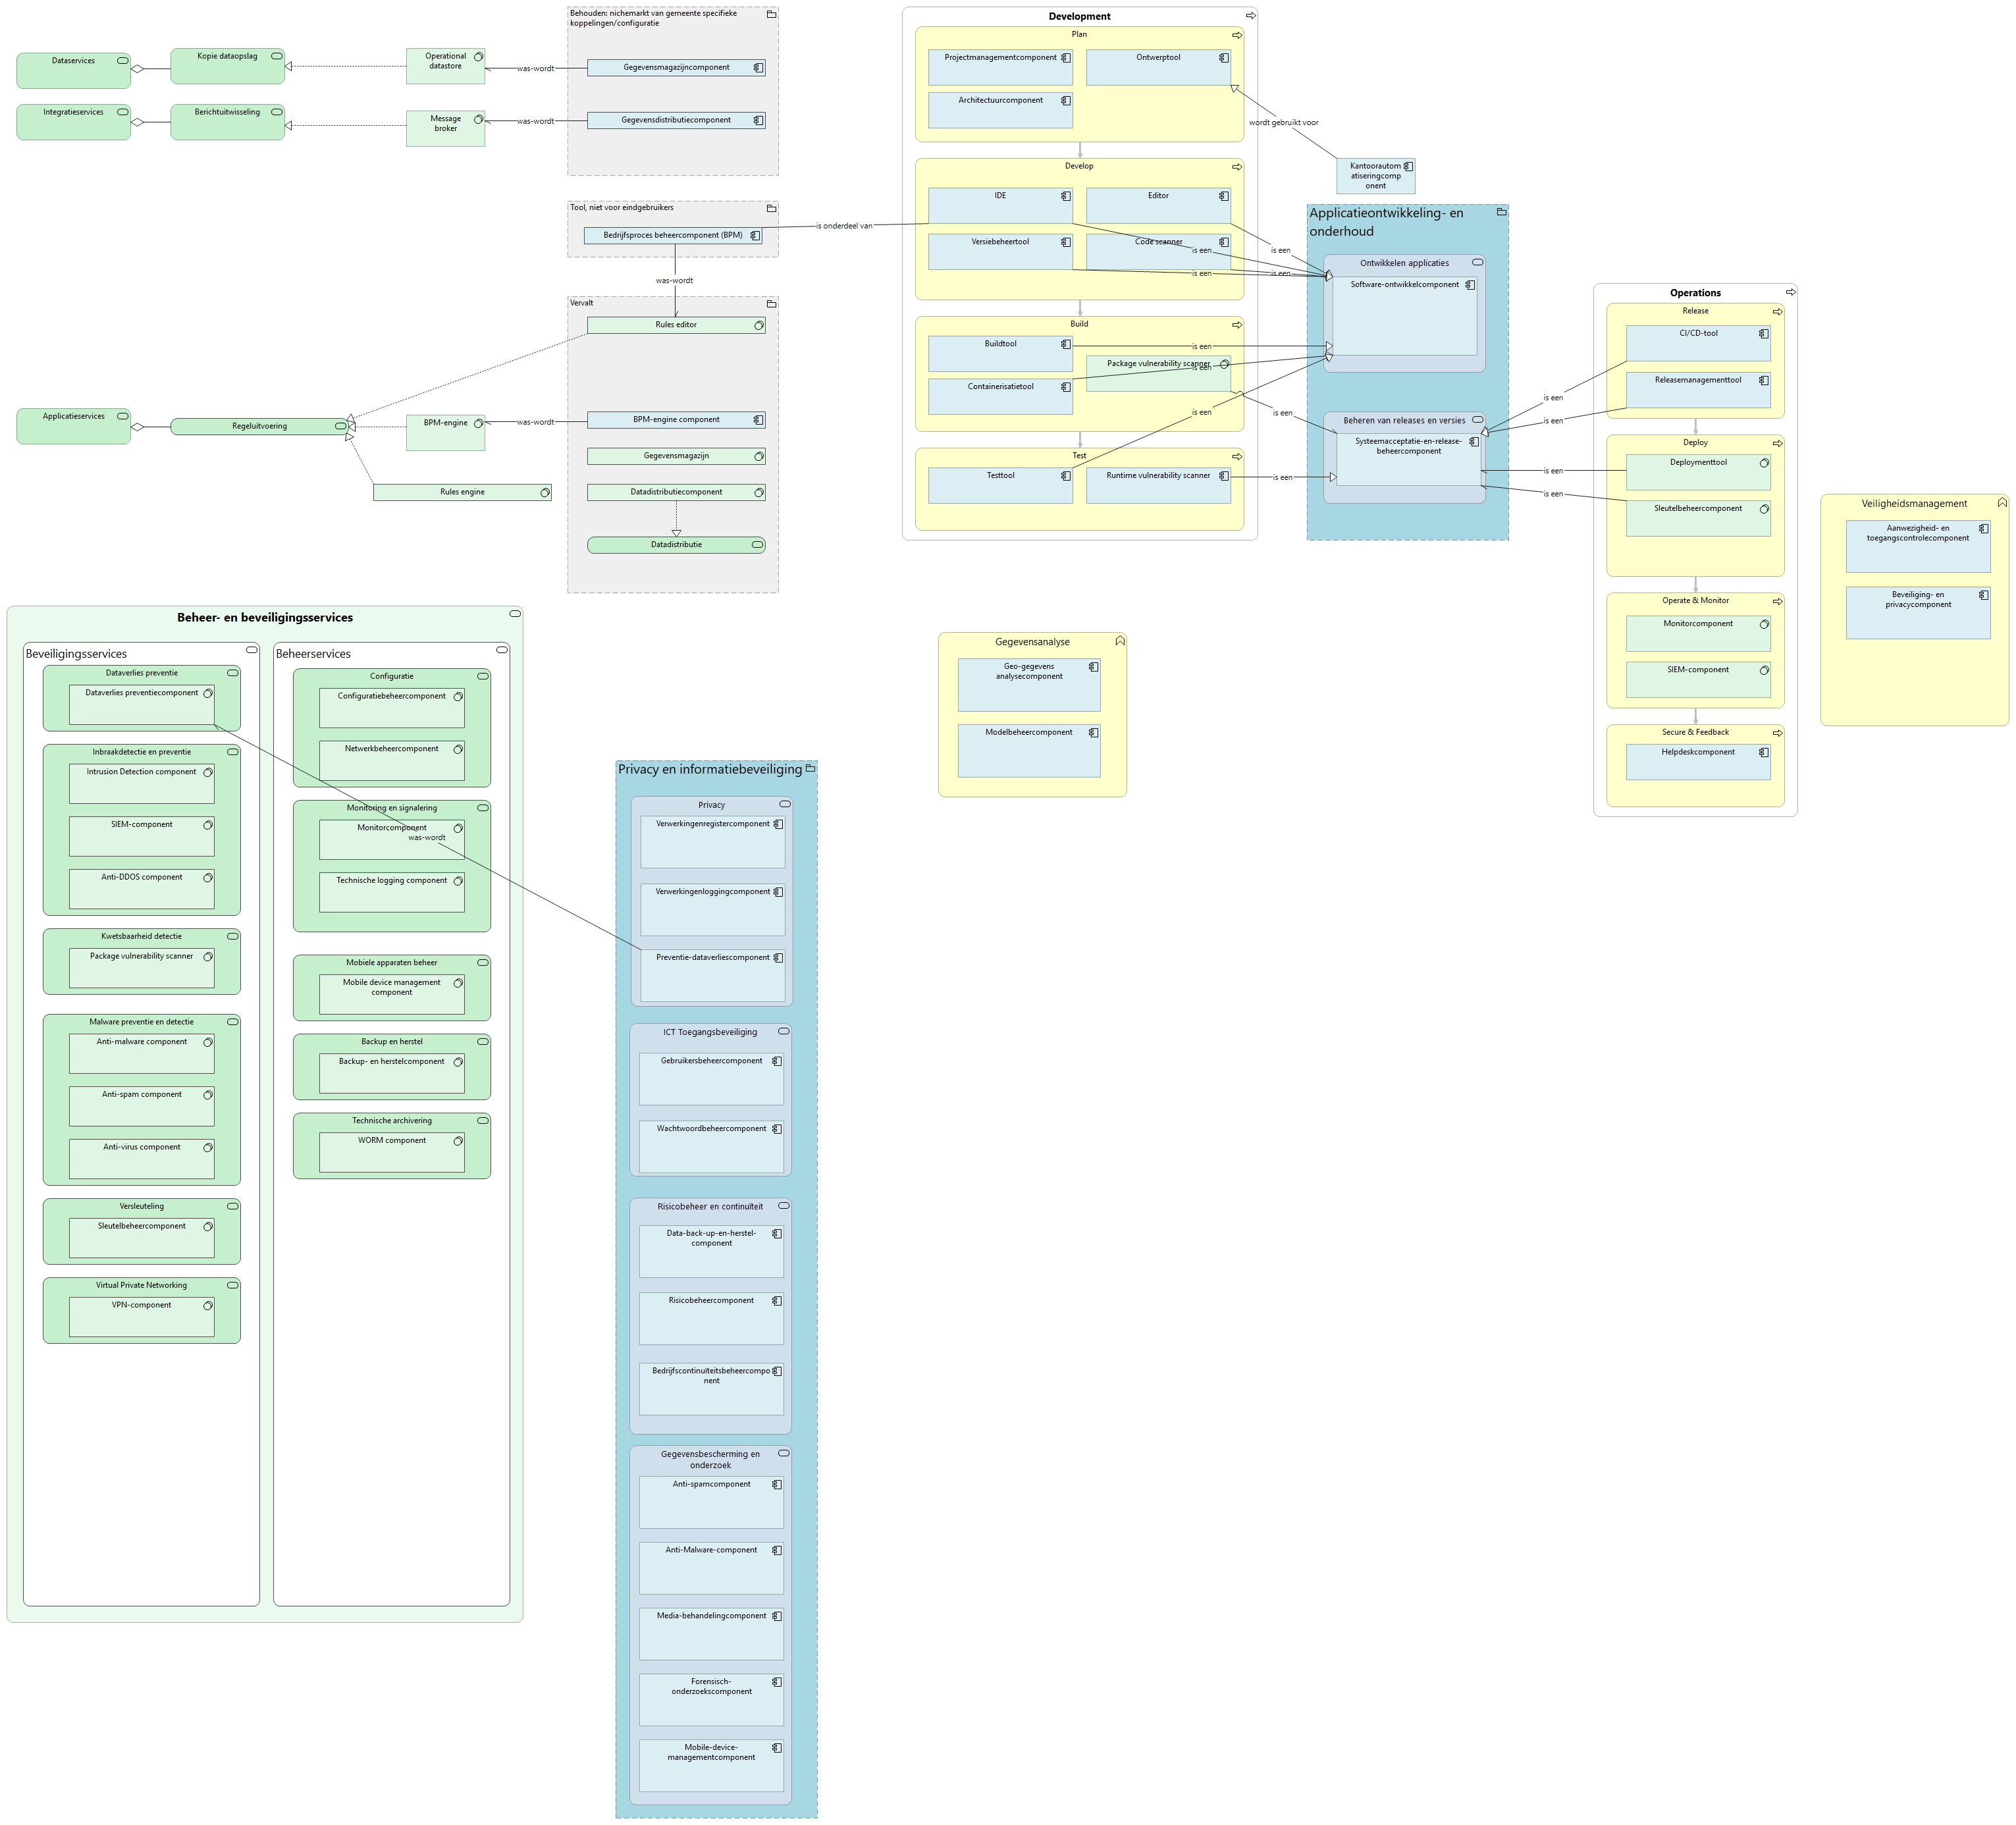 Behouden: nichemarkt van gemeente specifieke
koppelingen/configuratie
Dataservices
Kopie dataopslag
Operational
datastore
was-wordt
Gegevensmagazijncomponent
Integratieservices
Berichtuitwisseling
Message
broker
was-wordt
Gegevensdistributiecomponent
Tool, niet voor eindgebruikers
Bedrijfsproces beheercomponent (BPM)
is onderdeel van
was-wordt
Vervalt
Rules editor
Applicatieservices
Regeluitvoering
BPM-engine
was-wordt
BPM-engine component
Gegevensmagazijn
Rules engine
Datadistributiecomponent
Datadistributie
Development
Plan
Projectmanagementcomponent
Ontwerptool
Architectuurcomponent
wordt gebruikt voor
Kantoorautom
atiseringcomp
onent
Develop
IDE
Editor
Versiebeheertool
Code scanner
is een
is een
is een
is een
Build
Buildtool
is een
Package vulnerability scanner
is een
Containerisatietool
is een
is een
Test
Testtool
Runtime vulnerability scanner
is een
Applicatieontwikkeling- en
onderhoud
Ontwikkelen applicaties
Software-ontwikkelcomponent
Beheren van releases en versies
Systeemacceptatie-en-release-
beheercomponent
Operations
Release
CI/CD-tool
Releasemanagementtool
is een
is een
Deploy
Deploymenttool
is een
Sleutelbeheercomponent
is een
Operate & Monitor
Monitorcomponent
SIEM-component
Secure & Feedback
Helpdeskcomponent
Veiligheidsmanagement
Aanwezigheid- en
toegangscontrolecomponent
Beveiliging- en
privacycomponent
Gegevensanalyse
Geo-gegevens
analysecomponent
Modelbeheercomponent
Beheer- en beveiligingsservices
Beveiligingsservices
Dataverlies preventie
Dataverlies preventiecomponent
Inbraakdetectie en preventie
Intrusion Detection component
SIEM-component
Anti-DDOS component
Kwetsbaarheid detectie
Package vulnerability scanner
Malware preventie en detectie
Anti-malware component
Anti-spam component
Anti-virus component
Versleuteling
Sleutelbeheercomponent
Virtual Private Networking
VPN-component
Beheerservices
Configuratie
Configuratiebeheercomponent
Netwerkbeheercomponent
Monitoring en signalering
Monitorcomponent
was-wordt
Technische logging component
Mobiele apparaten beheer
Mobile device management
component
Backup en herstel
Backup- en herstelcomponent
Technische archivering
WORM component
Privacy en informatiebeveiliging
Privacy
Verwerkingenregistercomponent
Verwerkingenloggingcomponent
Preventie-dataverliescomponent
ICT Toegangsbeveiliging
Gebruikersbeheercomponent
Wachtwoordbeheercomponent
Risicobeheer en continuïteit
Data-back-up-en-herstel-
component
Risicobeheercomponent
Bedrijfscontinuïteitsbeheercompo
nent
Gegevensbescherming en
onderzoek
Anti-spamcomponent
Anti-Malware-component
Media-behandelingcomponent
Forensisch-
onderzoekscomponent
Mobile-device-
managementcomponent